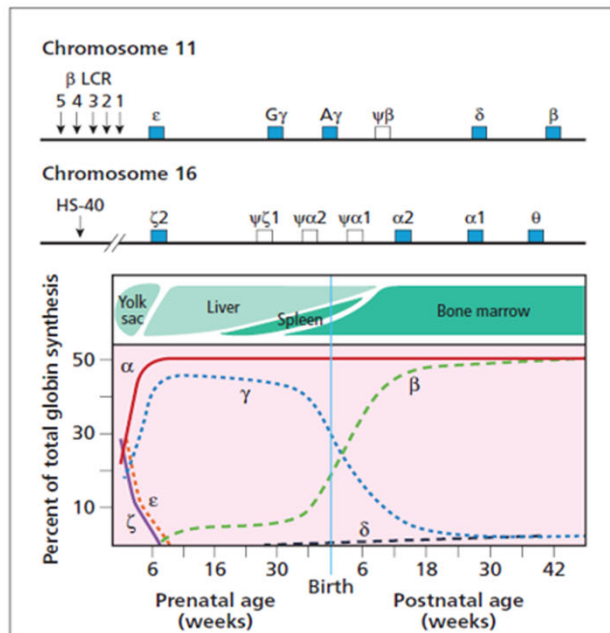 Chromosome 11
β LCR
5 4 3 2 1
ε Gγ Aγ ψβ δ β
Chromosome 16
HS-40
ζ2 ψζ1 ψα2 ψα1 α2 α1 θ
Yolk
sac
Liver
Spleen
Bone marrow
Percent of total globin synthesis
50
30
10
α
γ
β
ε
ζ
δ
6 16 30 Birth 6 18 30 42
Prenatal age
(weeks)
Postnatal age
(weeks)